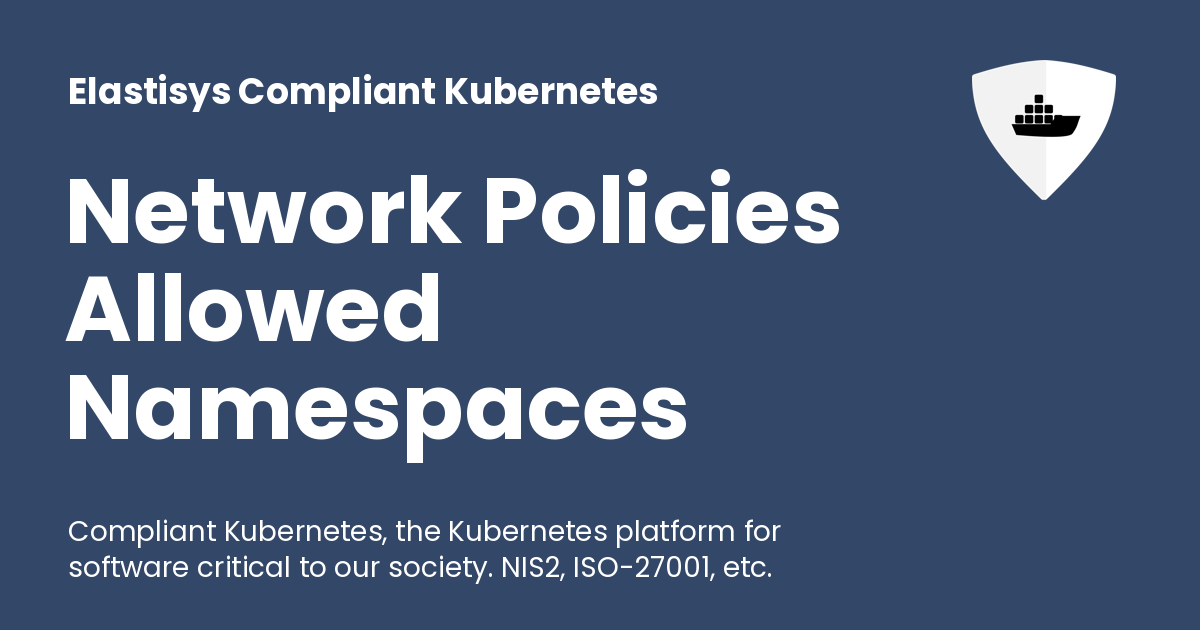 Elastisys Compliant Kubernetes
Network Policies
Allowed
Namespaces
Compliant Kubernetes, the Kubernetes platform for
software critical to our society. NIS2, ISO-27001, etc.